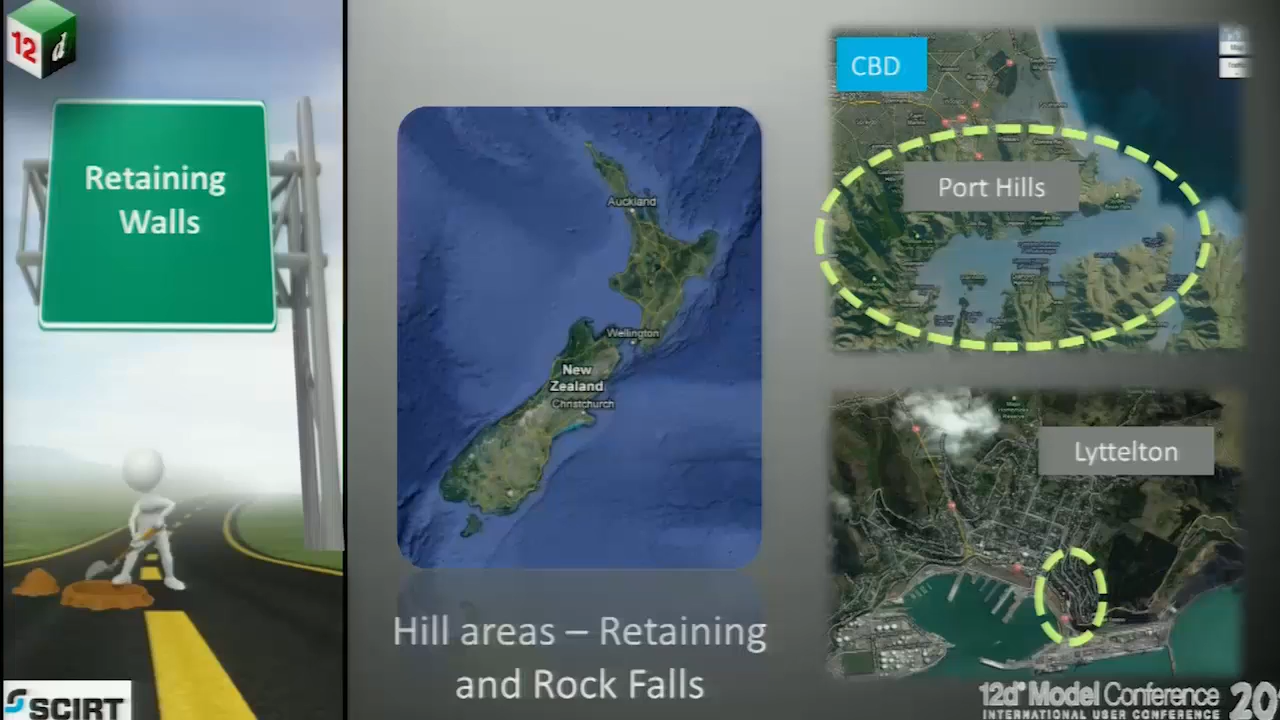 12
d
Retaining
Walls
SCIRT
Auckland
Wellington
New
Zealand
Christchurch
Hill areas – Retaining
and Rock Falls
CBD
Port Hills
Lyttelton
12d Model Conference
INTERNATIONAL USER CONFERENCE